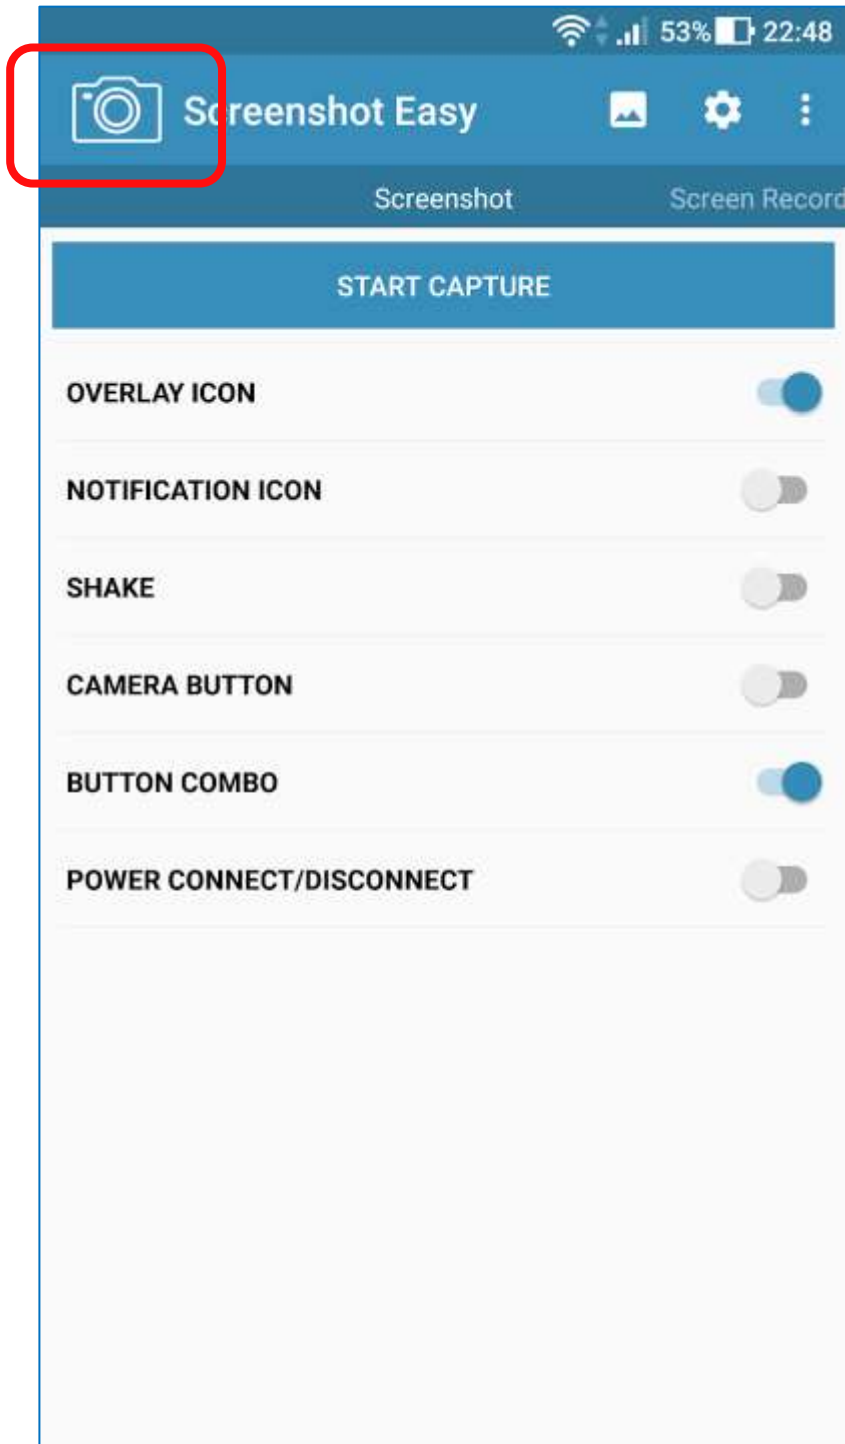 53% 22:48
Screenshot Easy
Screenshot Screen Record
START CAPTURE
OVERLAY ICON
NOTIFICATION ICON
SHAKE
CAMERA BUTTON
BUTTON COMBO
POWER CONNECT/DISCONNECT